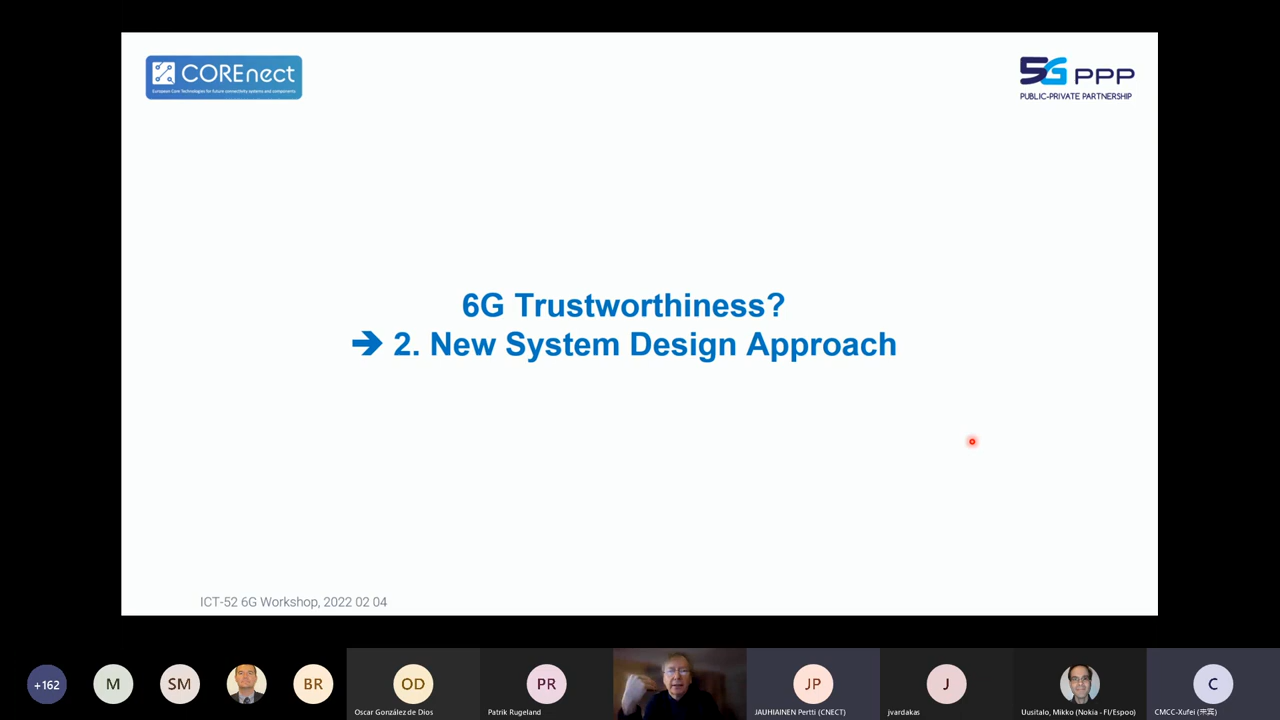 COREnect
European Core Technologies for future connectivity systems and components
5G PPP
PUBLIC-PRIVATE PARTNERSHIP
6G Trustworthiness?
➔ 2. New System Design Approach
ICT-52 6G Workshop, 2022 02 04
+162
M
SM
BR
OD
Oscar González de Dios
PR
Patrik Rugeland
JP
JAUHIAINEN Pertti (CNECT)
J
jvardakas
Uusitalo, Mikko (Nokia - FI/Espoo)
C
CMCC-Xufei